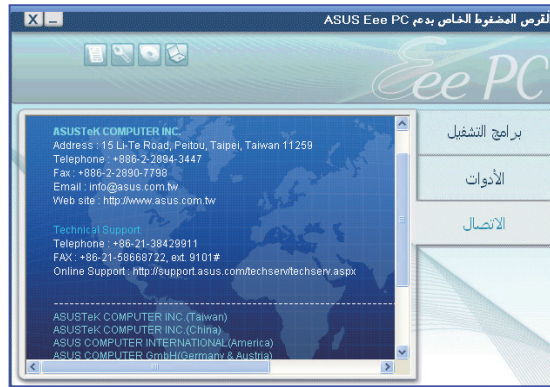 القرص المضغوط الخاص بدعم ASUS Eee PC
Eee PC
برامج التشغيل
الأدوات
الاتصال
ASUSTeK COMPUTER INC.
Address : 15 Li-Te Road, Peitou, Taipei, Taiwan 11259
Telephone : +886-2-2894-3447
Fax : +886-2-2890-7798
Email : info@asus.com.tw
Web site : http://www.asus.com.tw
Technical Support
Telephone : +86-21-38429911
FAX : +86-21-58668722, ext. 9101#
Online Support : http://support.asus.com/techserv/techserv.aspx
----------------------------------------------------------------------
ASUSTeK COMPUTER INC.(Taiwan)
ASUSTeK COMPUTER INC.(China)
ASUS COMPUTER INTERNATIONAL(America)
ASUS COMPUTER GmbH(Germany & Austria)